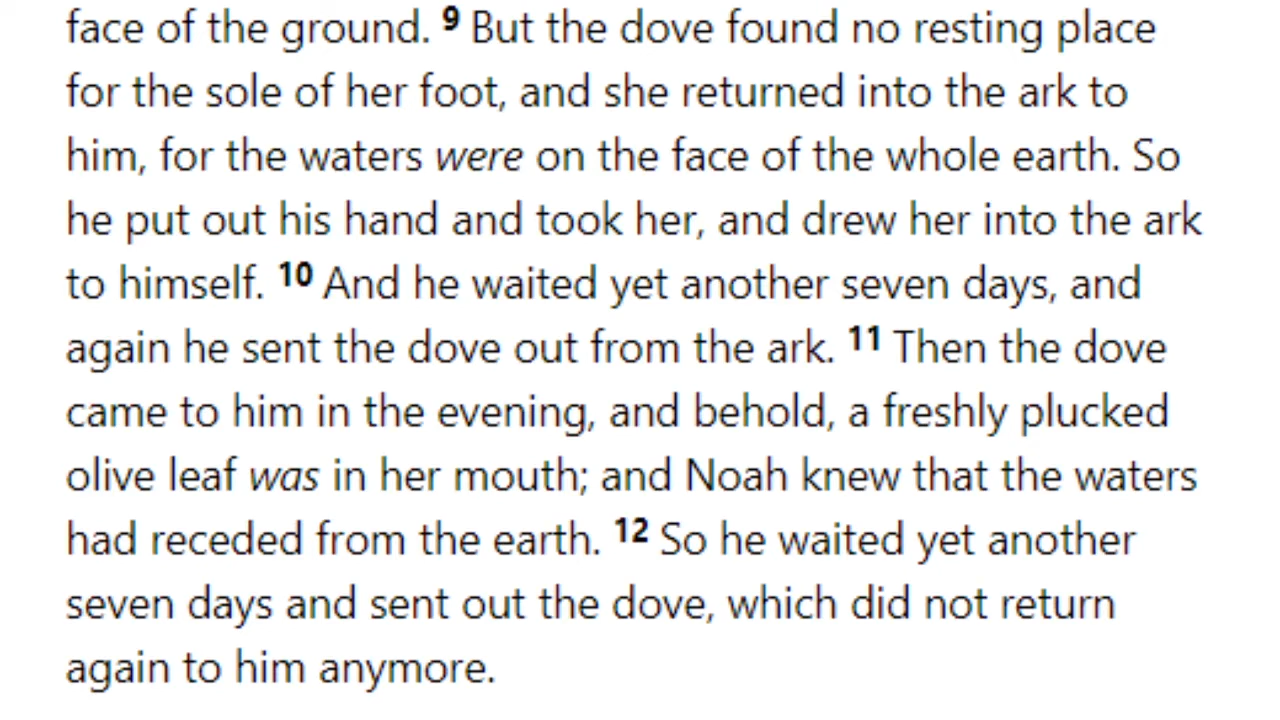 face of the ground. 9 But the dove found no resting place
for the sole of her foot, and she returned into the ark to
him, for the waters were on the face of the whole earth. So
he put out his hand and took her, and drew her into the ark
to himself. 10 And he waited yet another seven days, and
again he sent the dove out from the ark. 11 Then the dove
came to him in the evening, and behold, a freshly plucked
olive leaf was in her mouth; and Noah knew that the waters
had receded from the earth. 12 So he waited yet another
seven days and sent out the dove, which did not return
again to him anymore.